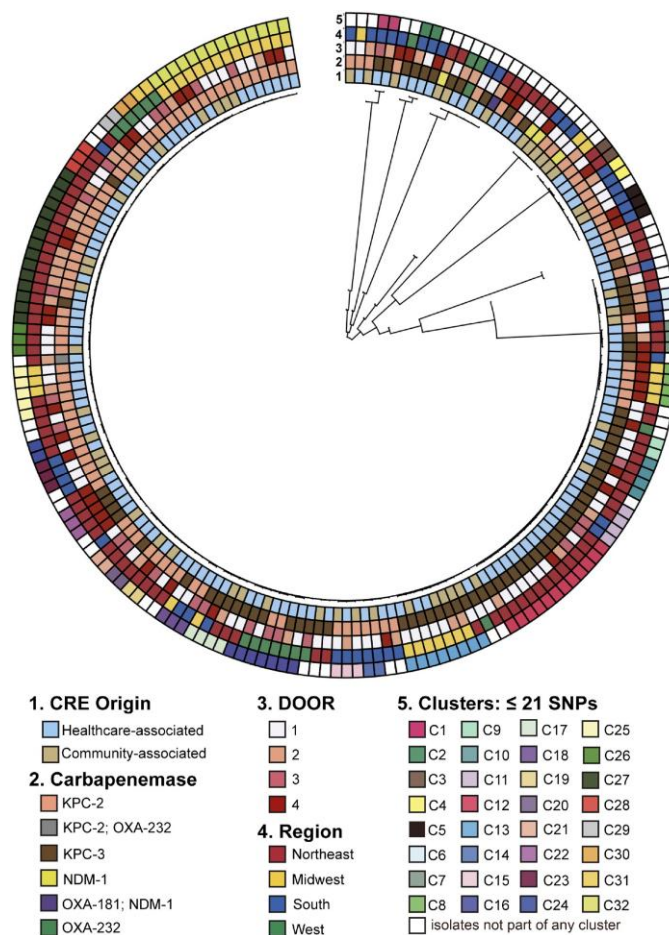 5
4
3
2
1
1. CRE Origin
Healthcare-associated
Community-associated
2. Carbapenemase
KPC-2
KPC-2; OXA-232
KPC-3
NDM-1
OXA-181; NDM-1
OXA-232
3. DOOR
1
2
3
4
4. Region
Northeast
Midwest
South
West
5. Clusters: ≤ 21 SNPs
C1
C2
C3
C4
C5
C6
C7
C8
C9
C10
C11
C12
C13
C14
C15
C16
C17
C18
C19
C20
C21
C22
C23
C24
C25
C26
C27
C28
C29
C30
C31
C32
isolates not part of any cluster